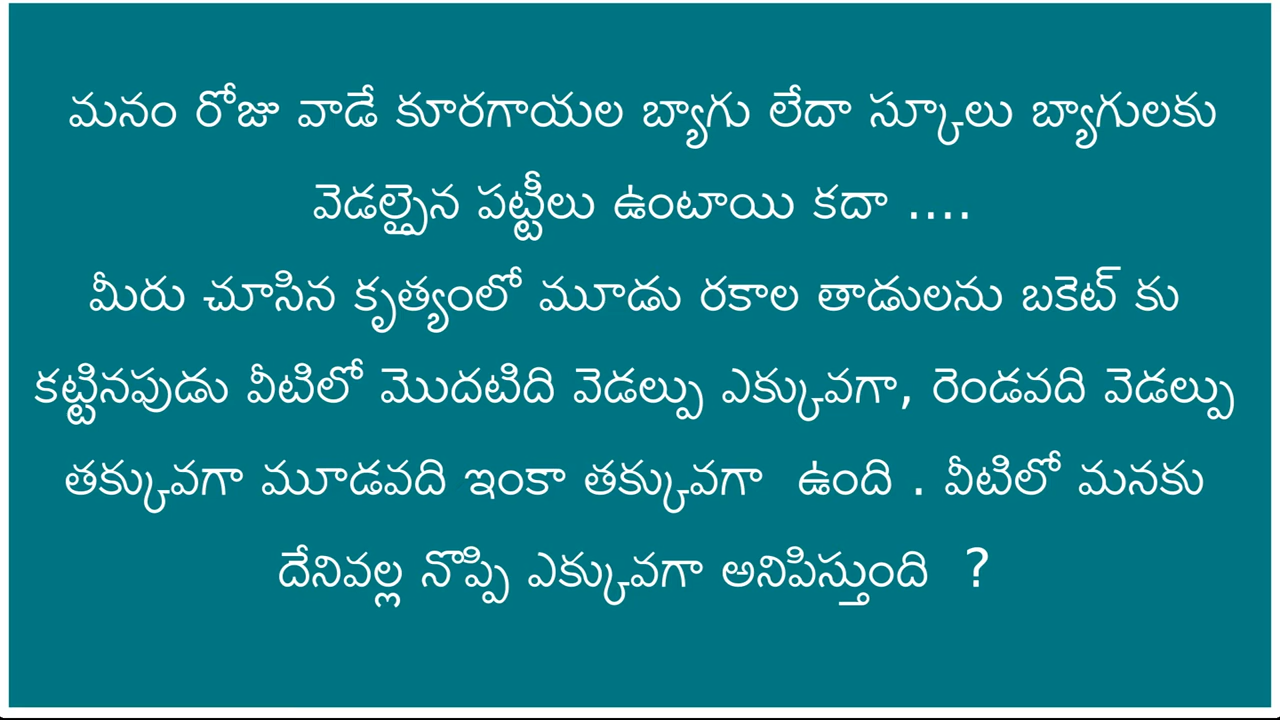 మనం రోజు వాడే కూరగాయల బ్యాగు లేదా స్కూలు బ్యాగులకు
వెడల్పైన పట్టీలు ఉంటాయి కదా ....
మీరు చూసిన కృత్యంలో మూడు రకాల తాడులను బకెట్ కు
కట్టినపుడు వీటిలో మొదటిది వెడల్పు ఎక్కువగా, రెండవది వెడల్పు
తక్కువగా మూడవది ఇంకా తక్కువగా ఉంది . వీటిలో మనకు
దేనివల్ల నొప్పి ఎక్కువగా అనిపిస్తుంది ?